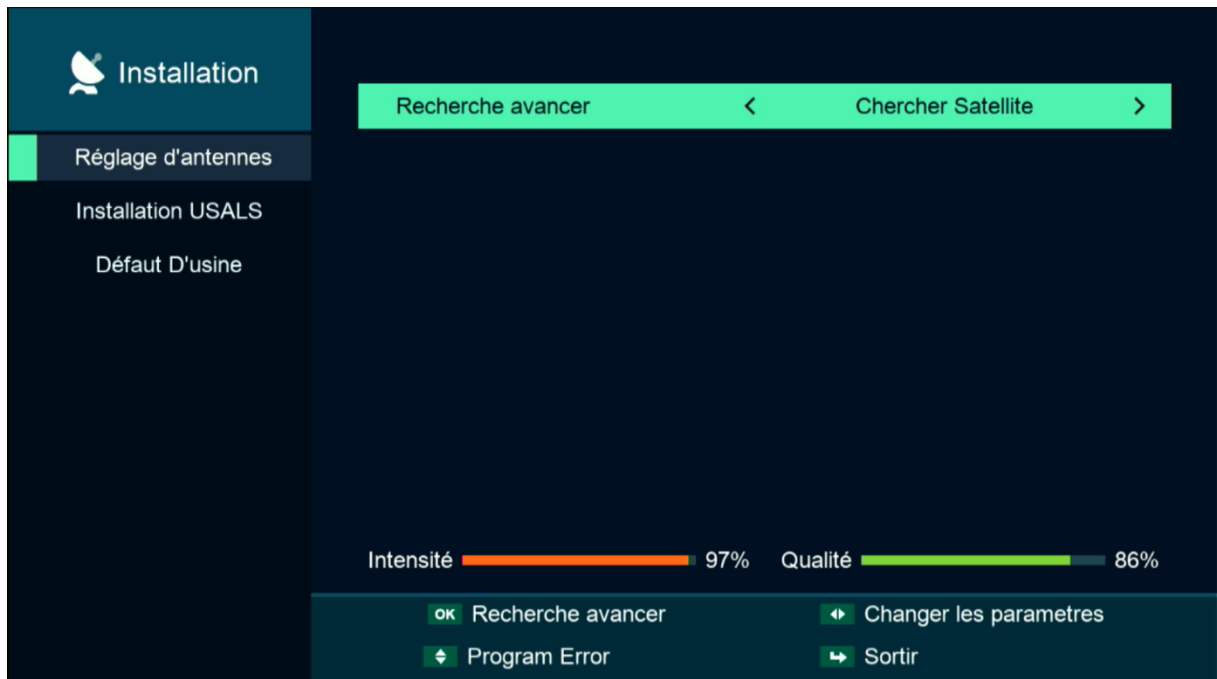 Installation
Recherche avancer < Chercher Satellite >
Réglage d'antennes
Installation USALS
Défaut D'usine
Intensité 97% Qualité 86%
OK Recherche avancer Changer les parametres
Program Error Sortir